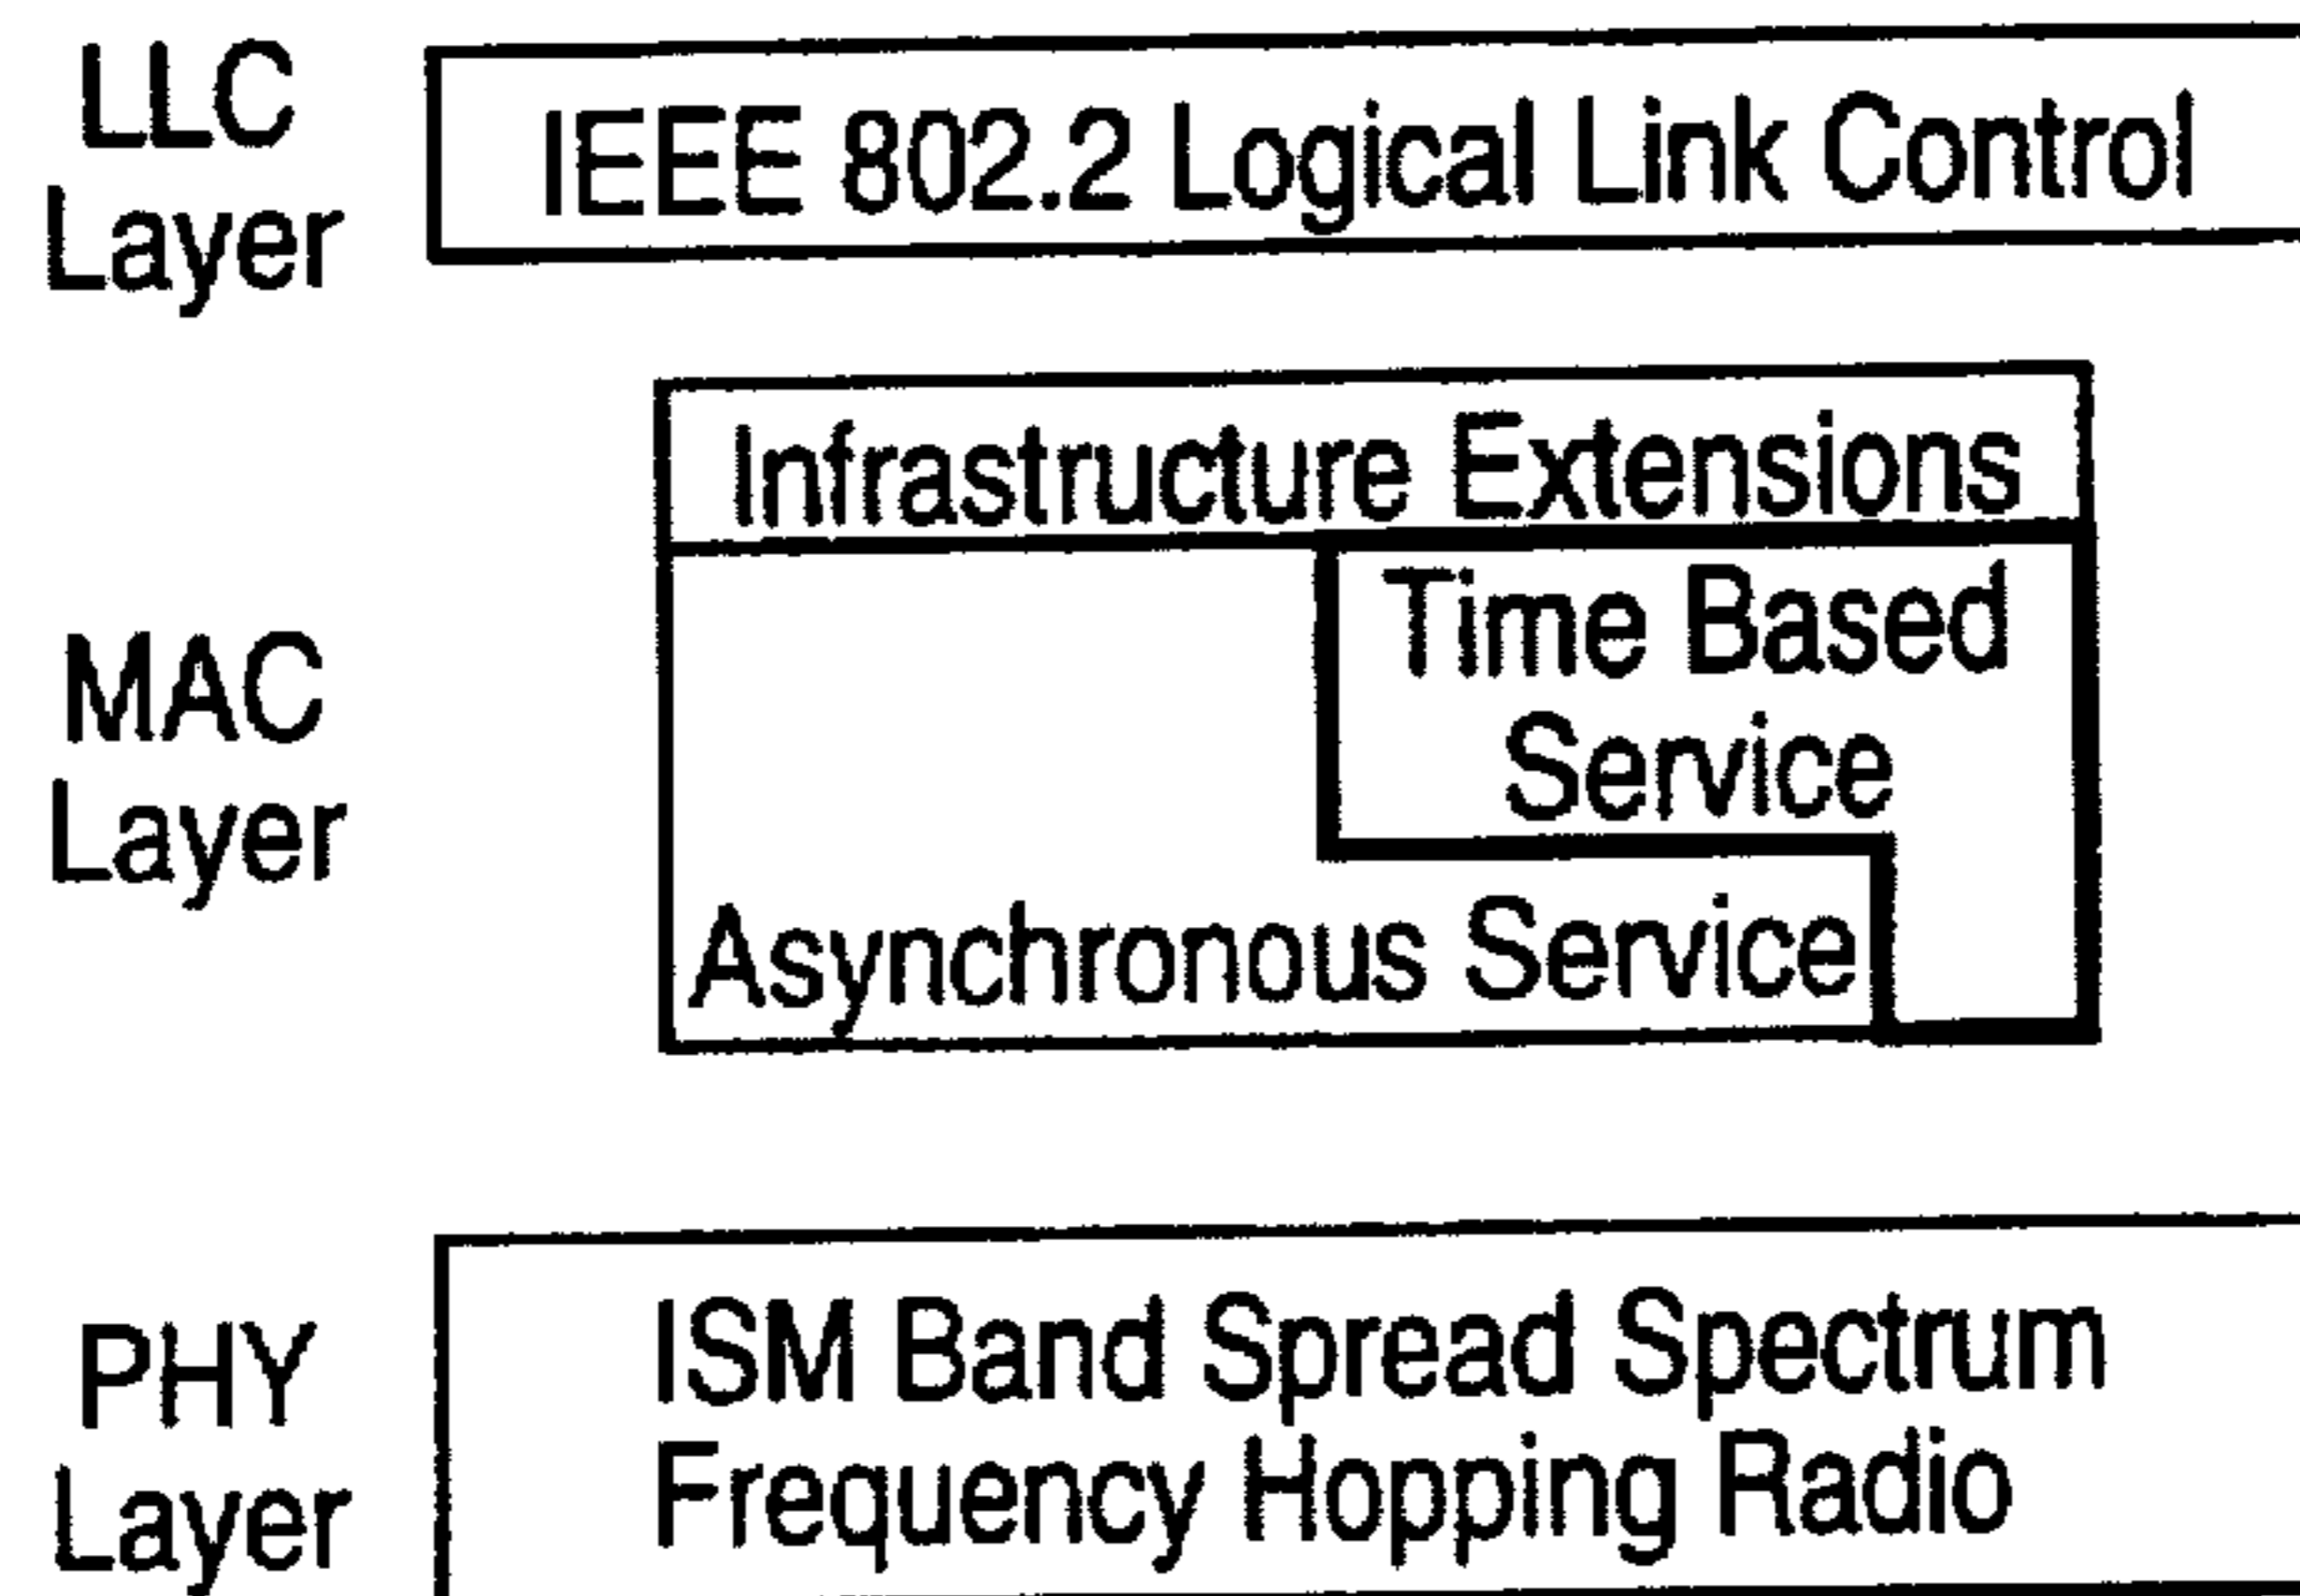 LLC
Layer
IEEE 802.2 Logical Link Control
Infrastructure Extensions
MAC
Layer
Time Based
Service
Asynchronous Service
PHY
Layer
ISM Band Spread Spectrum
Frequency Hopping Radio